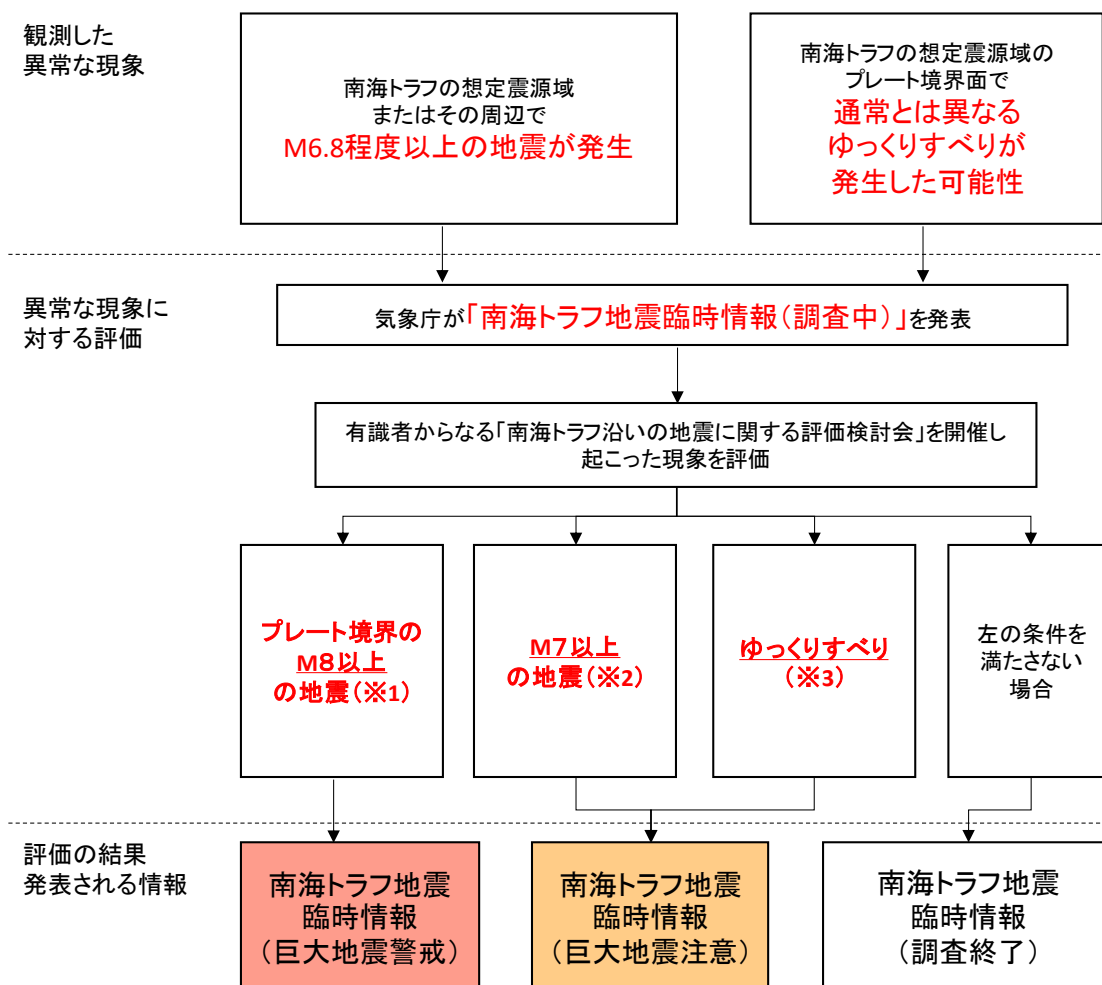 観測した
異常な現象
南海トラフの想定震源域
またはその周辺で
M6.8程度以上の地震が発生
南海トラフの想定震源域の
プレート境界面で
通常とは異なる
ゆっくりすべりが
発生した可能性
異常な現象に
対する評価
気象庁が「南海トラフ地震臨時情報（調査中）」を発表
有識者からなる「南海トラフ沿いの地震に関する評価検討会」を開催し
起こった現象を評価
プレート境界の
M８以上
の地震（※1）
M７以上
の地震（※2）
ゆっくりすべり
（※3）
左の条件を
満たさない
場合
評価の結果
発表される情報
南海トラフ地震
臨時情報
（巨大地震警戒）
南海トラフ地震
臨時情報
（巨大地震注意）
南海トラフ地震
臨時情報
（調査終了）